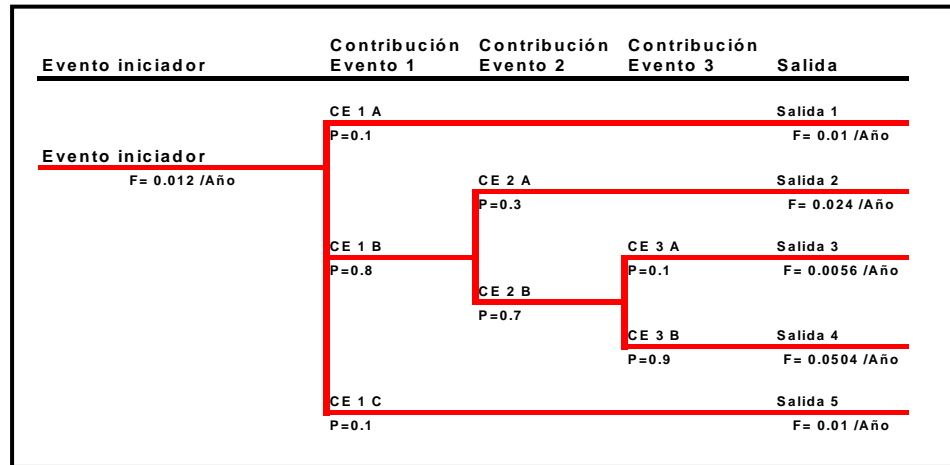 Contribución Contribución Contribución
Evento iniciador Evento 1 Evento 2 Evento 3 Salida
CE 1 A Salida 1
P=0.1 F= 0.01 /Año
Evento iniciador
F= 0.012 /Año
CE 2 A Salida 2
P=0.3 F= 0.024 /Año
CE 1 B CE 3 A Salida 3
P=0.8 P=0.1 F= 0.0056 /Año
CE 2 B
P=0.7
CE 3 B Salida 4
P=0.9 F= 0.0504 /Año
CE 1 C Salida 5
P=0.1 F= 0.01 /Año